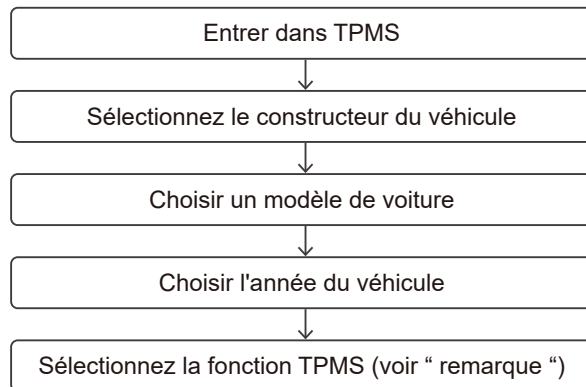 Entrer dans TPMS
Sélectionnez le constructeur du véhicule
Choisir un modèle de voiture
Choisir l'année du véhicule
Sélectionnez la fonction TPMS (voir “ remarque “)